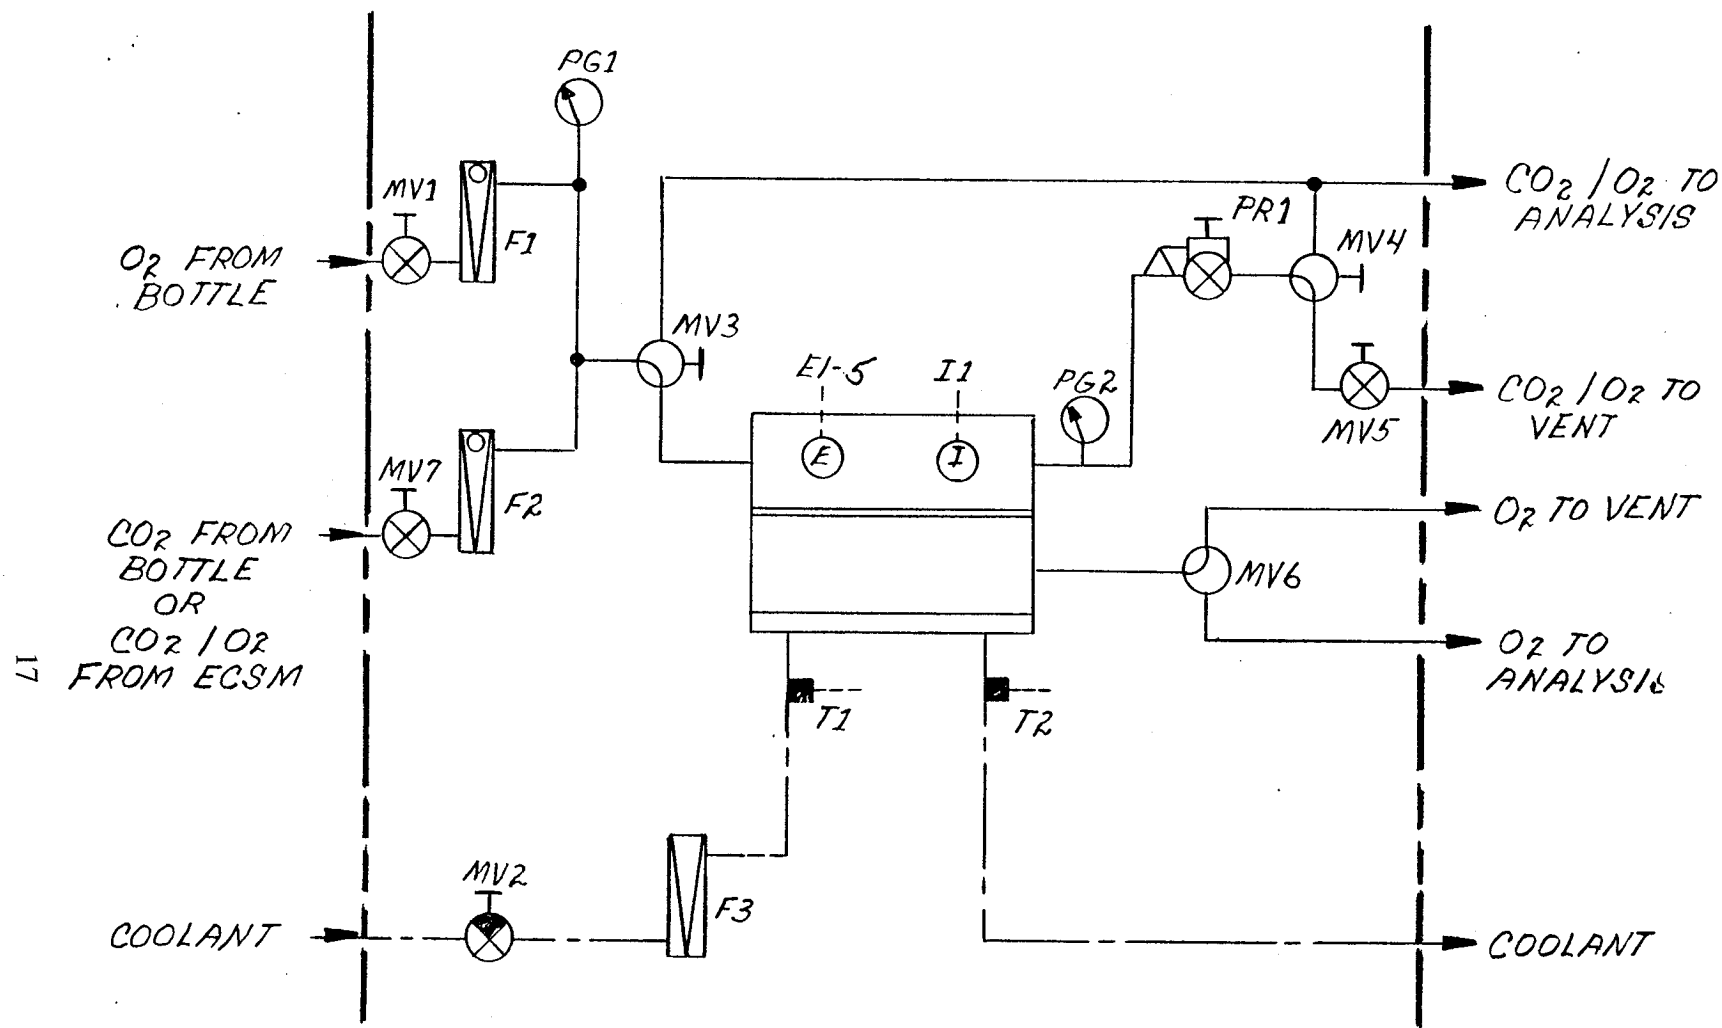 PG1
MV1
F1
O2 FROM
BOTTLE
CO2 / O2 TO
ANALYSIS
PR1
MV4
MV3
E1-5
I1
PG2
E
I
CO2 / O2 TO
VENT
MV5
MV7
F2
CO2 FROM
BOTTLE
OR
CO2 / O2
FROM ECSM
O2 TO VENT
MV6
O2 TO
ANALYSIS
17
T1
T2
MV2
F3
COOLANT
COOLANT